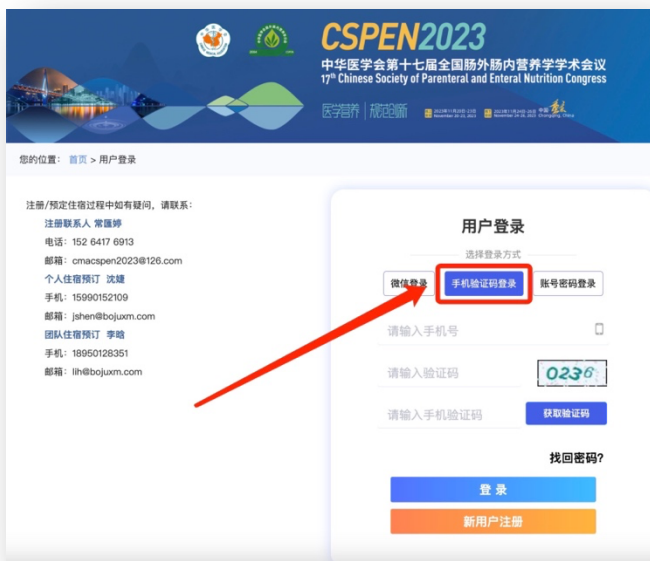 CSPEN2023
中华医学会第十七届全国肠外肠内营养学学术会议
17th Chinese Society of Parenteral and Enteral Nutrition Congress
医学营养
中国
您的位置: 首页 > 用户登录
注册/预定住宿过程中如有疑问，请联系:
注册联系人 常匯婷
电话: 152 6417 6913
邮箱: cmacspen2023@126.com
个人住宿预订 沈婕
手机: 15990152109
邮箱: jshen@bojuxm.com
团队住宿预订 李晗
手机: 18950128351
邮箱: lih@bojuxm.com
用户登录
选择登录方式
微信登录 手机验证码登录 账号密码登录
请输入手机号
请输入验证码 0236
请输入手机验证码 获取验证码
找回密码?
登 录
新用户注册